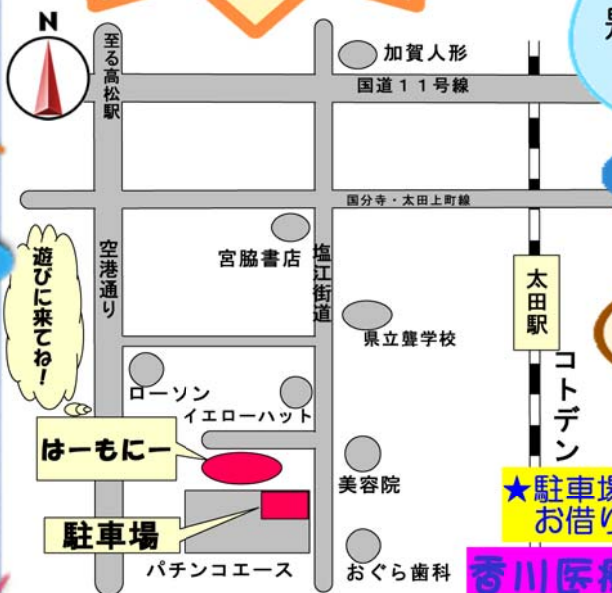 N
至る高松駅
加賀人形
国道11号線
国分寺・太田上町線
宮脇書店
空港通り
塩江街道
遊びに来てね！
太田駅
県立聾学校
コトデン
ローソン
イエローハット
はーもにー
美容院
★駐車場
お借り
駐車場
パチンコエース
おぐら歯科
香川医療